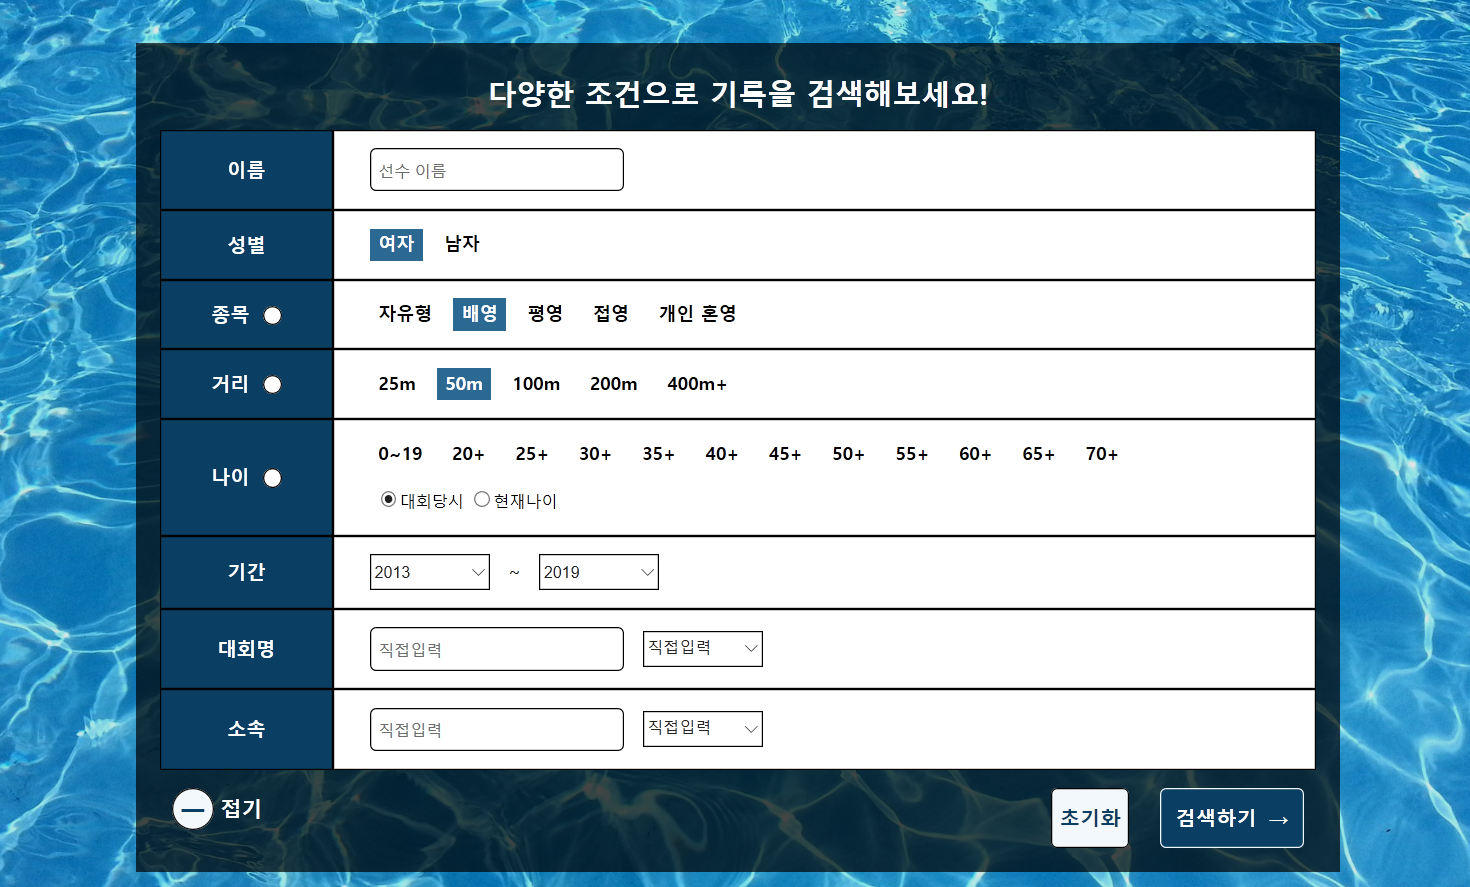 다양한 조건으로 기록을 검색해보세요!
이름 선수 이름
성별 여자 남자
종목 자유형 배영 평영 접영 개인 혼영
거리 25m 50m 100m 200m 400m+
0~19 20+ 25+ 30+ 35+ 40+ 45+ 50+ 55+ 60+ 65+ 70+
나이
대회당시 현재나이
기간 2013 ~ 2019
대회명 직접입력 직접입력
소속 직접입력 직접입력
접기 초기화 검색하기 →